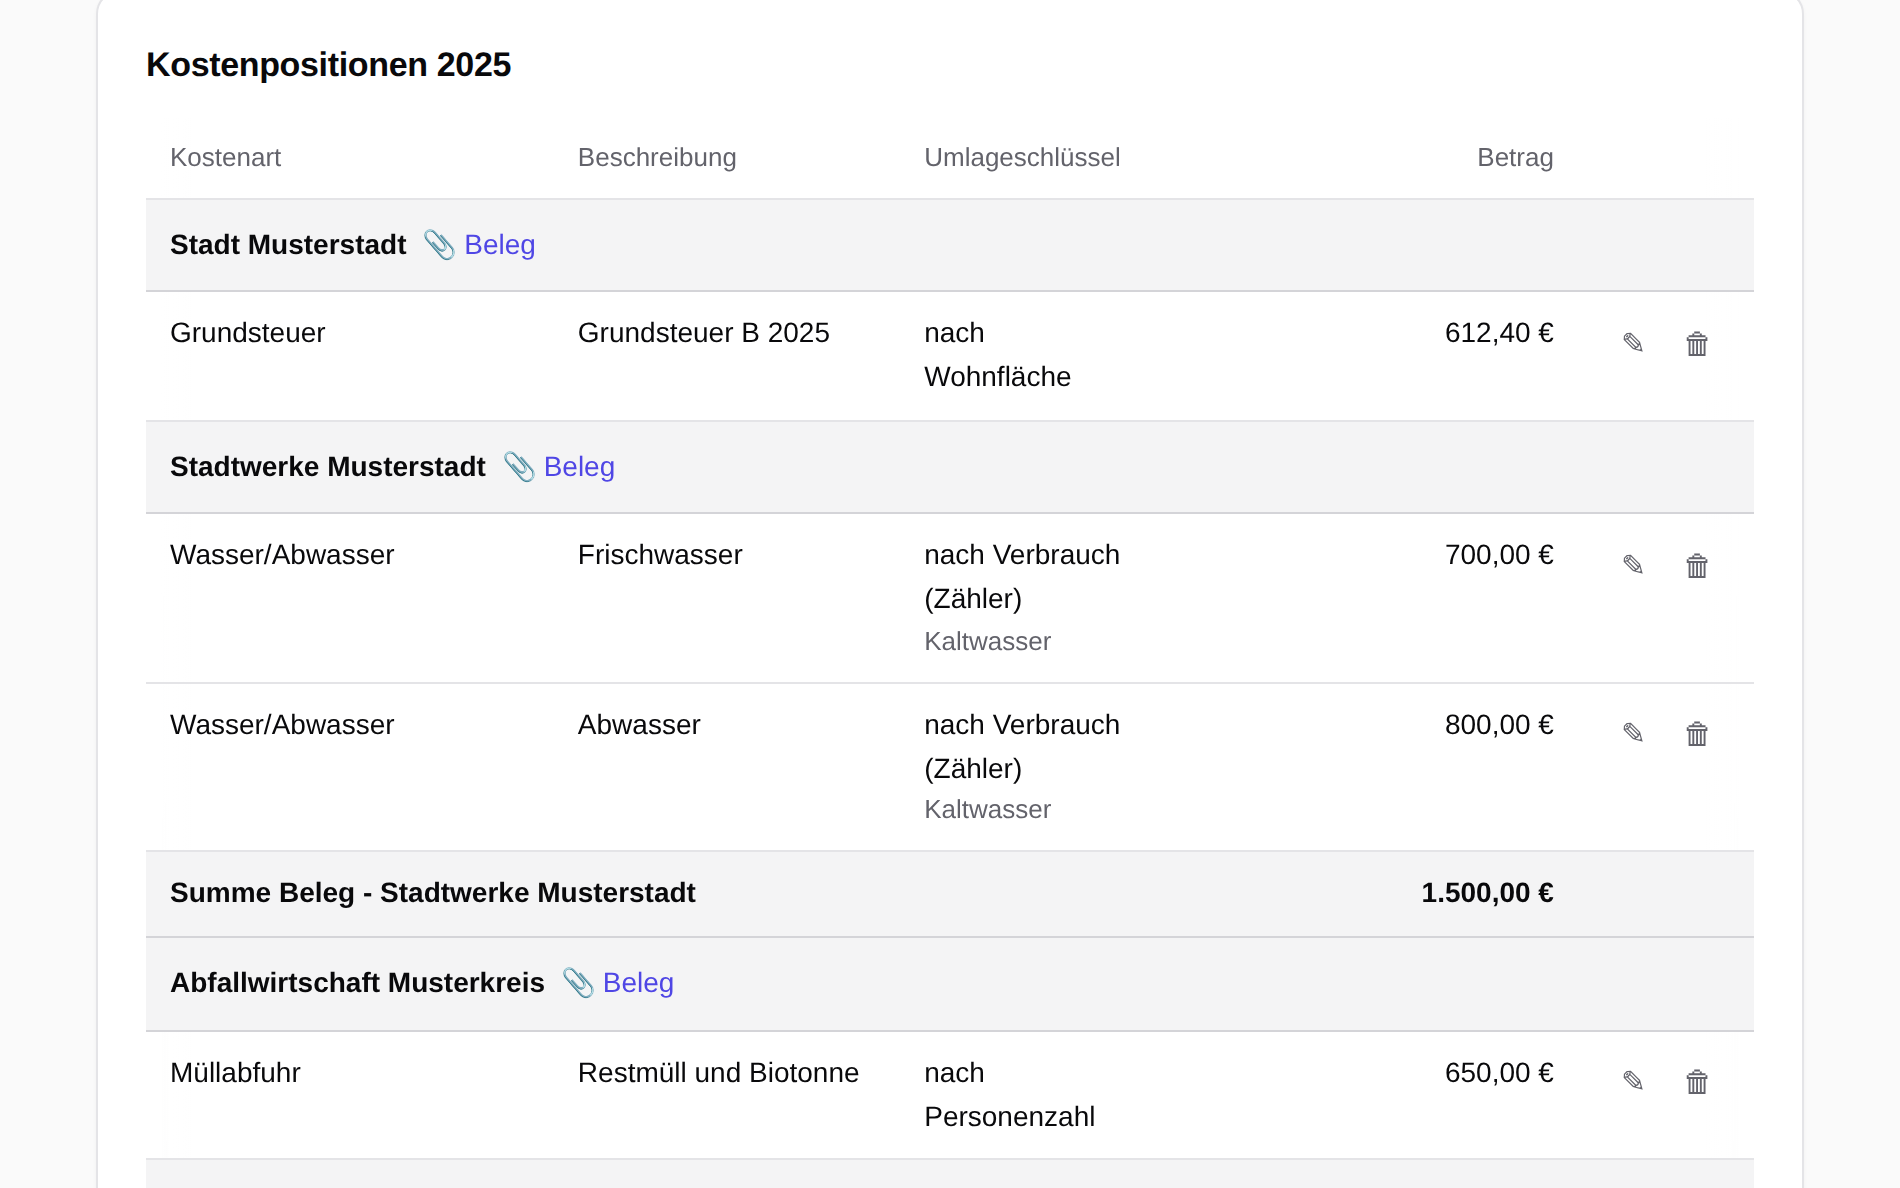 Kostenpositionen 2025
Kostenart Beschreibung Umlageschlüssel Betrag
Stadt Musterstadt 📎 Beleg
Grundsteuer Grundsteuer B 2025 nach 612,40 €
Wohnfläche
Stadtwerke Musterstadt 📎 Beleg
Wasser/Abwasser Frischwasser nach Verbrauch 700,00 €
(Zähler)
Kaltwasser
Wasser/Abwasser Abwasser nach Verbrauch 800,00 €
(Zähler)
Kaltwasser
Summe Beleg - Stadtwerke Musterstadt 1.500,00 €
Abfallwirtschaft Musterkreis 📎 Beleg
Müllabfuhr Restmüll und Biotonne nach 650,00 €
Personenzahl